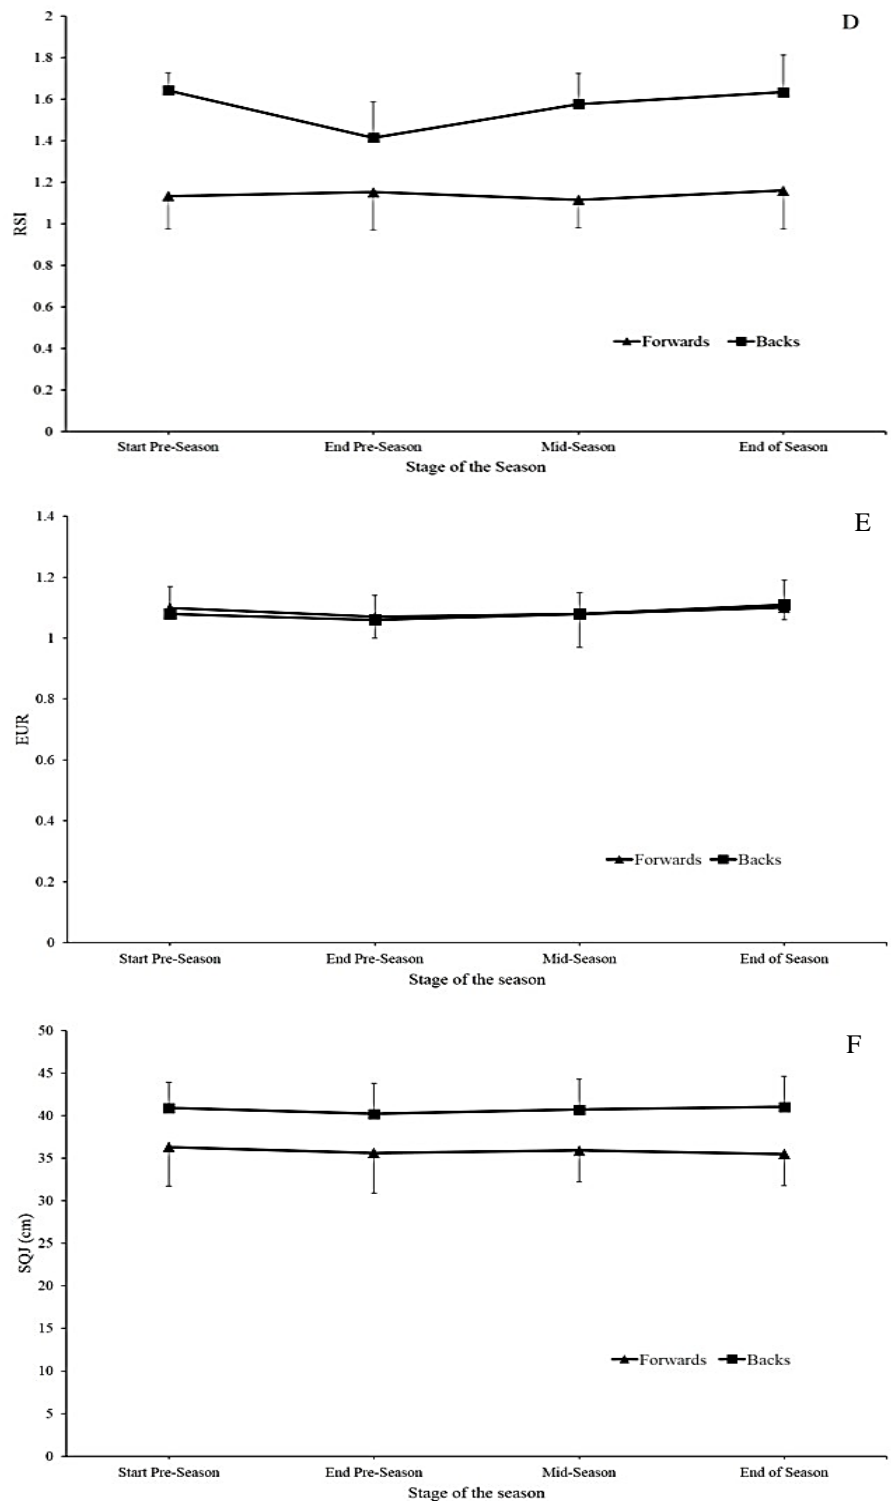 D
2
1.8
1.6
1.4
1.2
1
0.8
0.6
0.4
0.2
0
RSI
Forwards Backs
Start Pre-Season End Pre-Season Mid-Season End of Season
Stage of the Season
E
1.4
1.2
1
0.8
0.6
0.4
0.2
0
EUR
Forwards Backs
Start Pre-Season End Pre-Season Mid-Season End of Season
Stage of the season
F
50
45
40
35
30
25
20
15
10
5
0
SQJ (cm)
Forwards Backs
Start Pre-Season End Pre-Season Mid-Season End of Season
Stage of the season